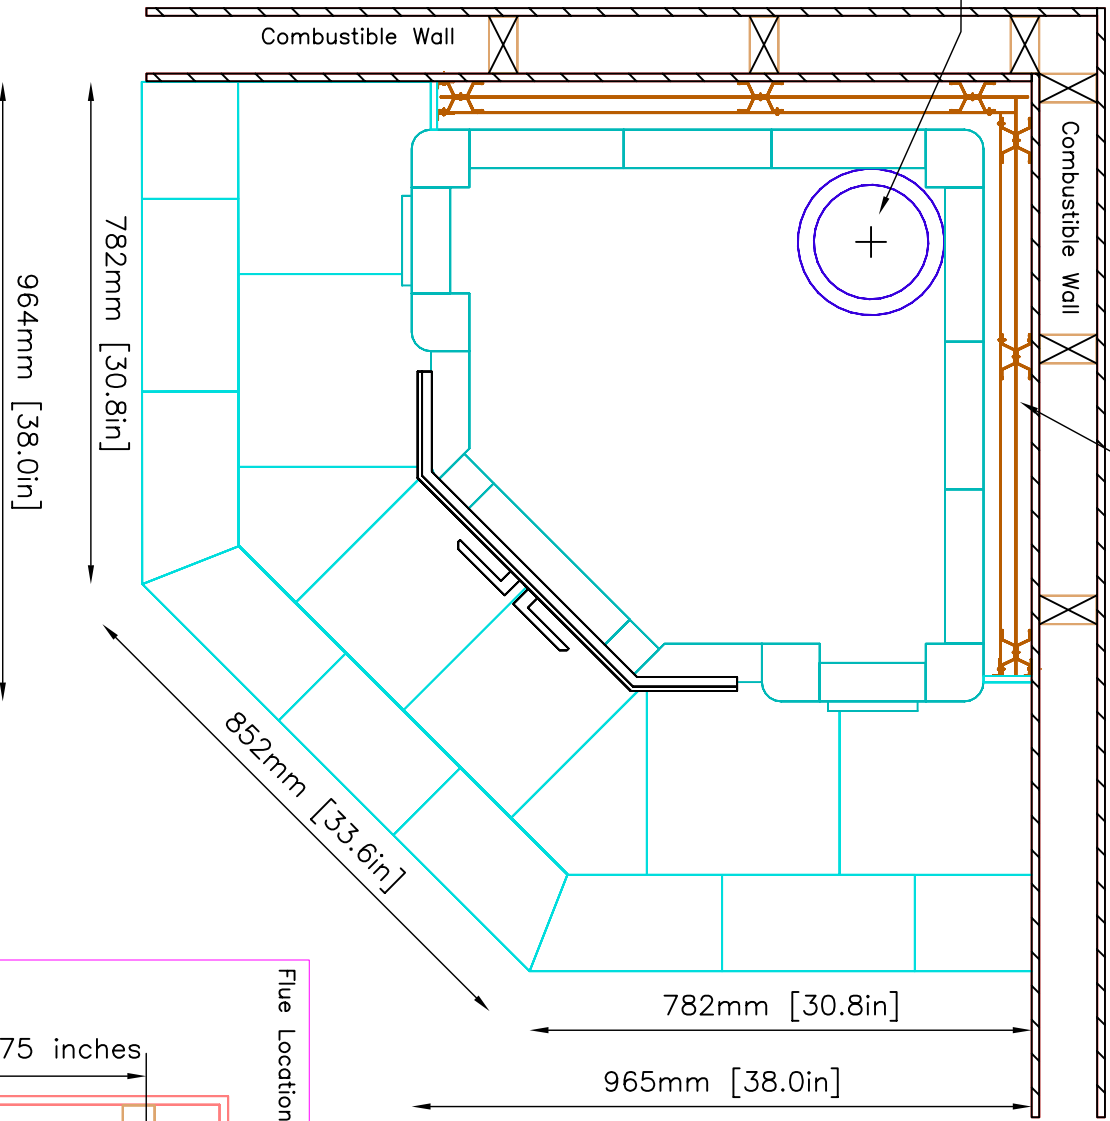 Combustible Wall
Combustible Wall
782mm [30.8in]
964mm [38.0in]
852mm [33.6in]
782mm [30.8in]
965mm [38.0in]
75 inches
Flue Location